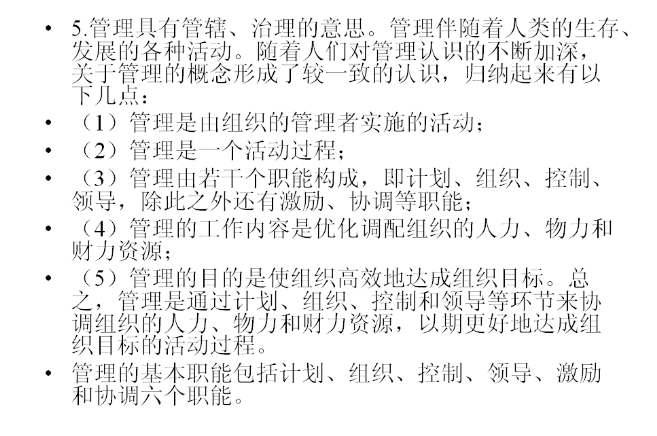 • 5.管理具有管辖、治理的意思。管理伴随着人类的生存、
发展的各种活动。随着人们对管理认识的不断加深，
关于管理的概念形成了较一致的认识，归纳起来有以
下几点：
• （1）管理是由组织的管理者实施的活动；
• （2）管理是一个活动过程；
• （3）管理由若干个职能构成，即计划、组织、控制、
领导，除此之外还有激励、协调等职能；
• （4）管理的工作内容是优化调配组织的人力、物力和
财力资源；
• （5）管理的目的是使组织高效地达成组织目标。总
之，管理是通过计划、组织、控制和领导等环节来协
调组织的人力、物力和财力资源，以期更好地达成组
织目标的活动过程。
• 管理的基本职能包括计划、组织、控制、领导、激励
和协调六个职能。